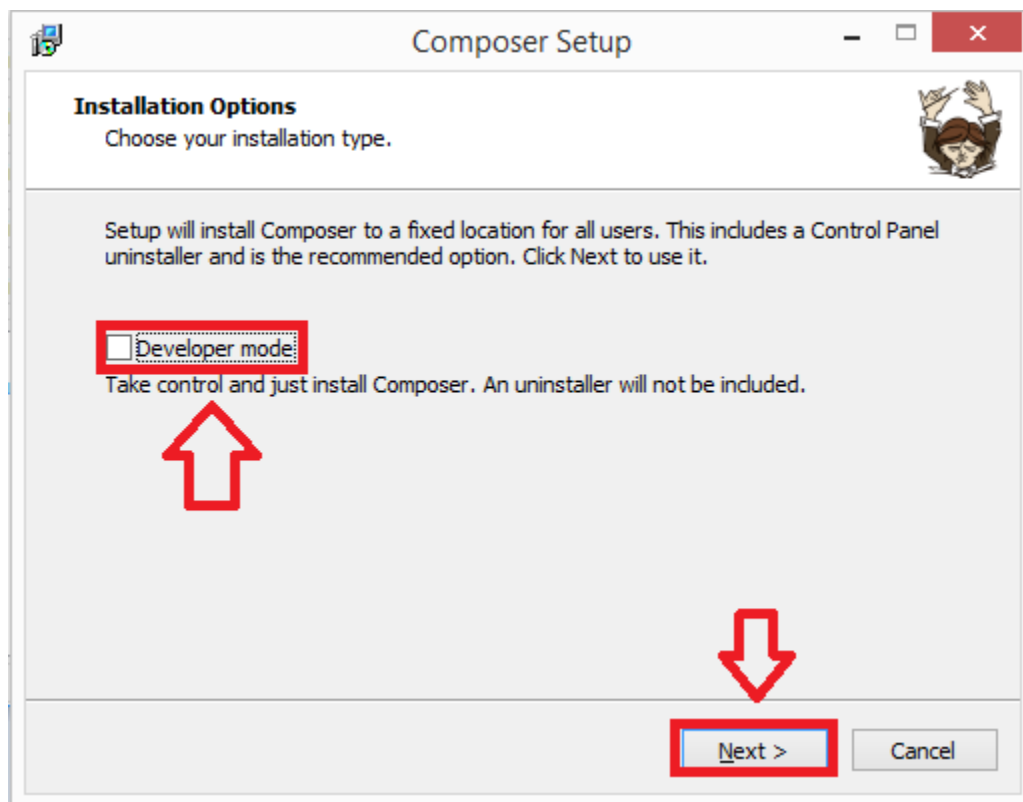 Composer Setup
Installation Options
Choose your installation type.
Setup will install Composer to a fixed location for all users. This includes a Control Panel
uninstaller and is the recommended option. Click Next to use it.
Developer mode
Take control and just install Composer. An uninstaller will not be included.
Next >
Cancel